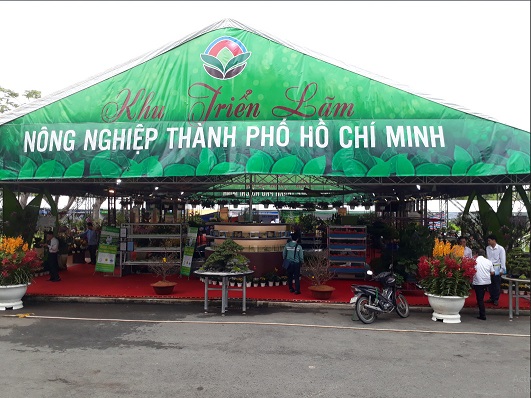 Khu Triển Lãm
NÔNG NGHIỆP THÀNH PHỐ HỒ CHÍ MINH